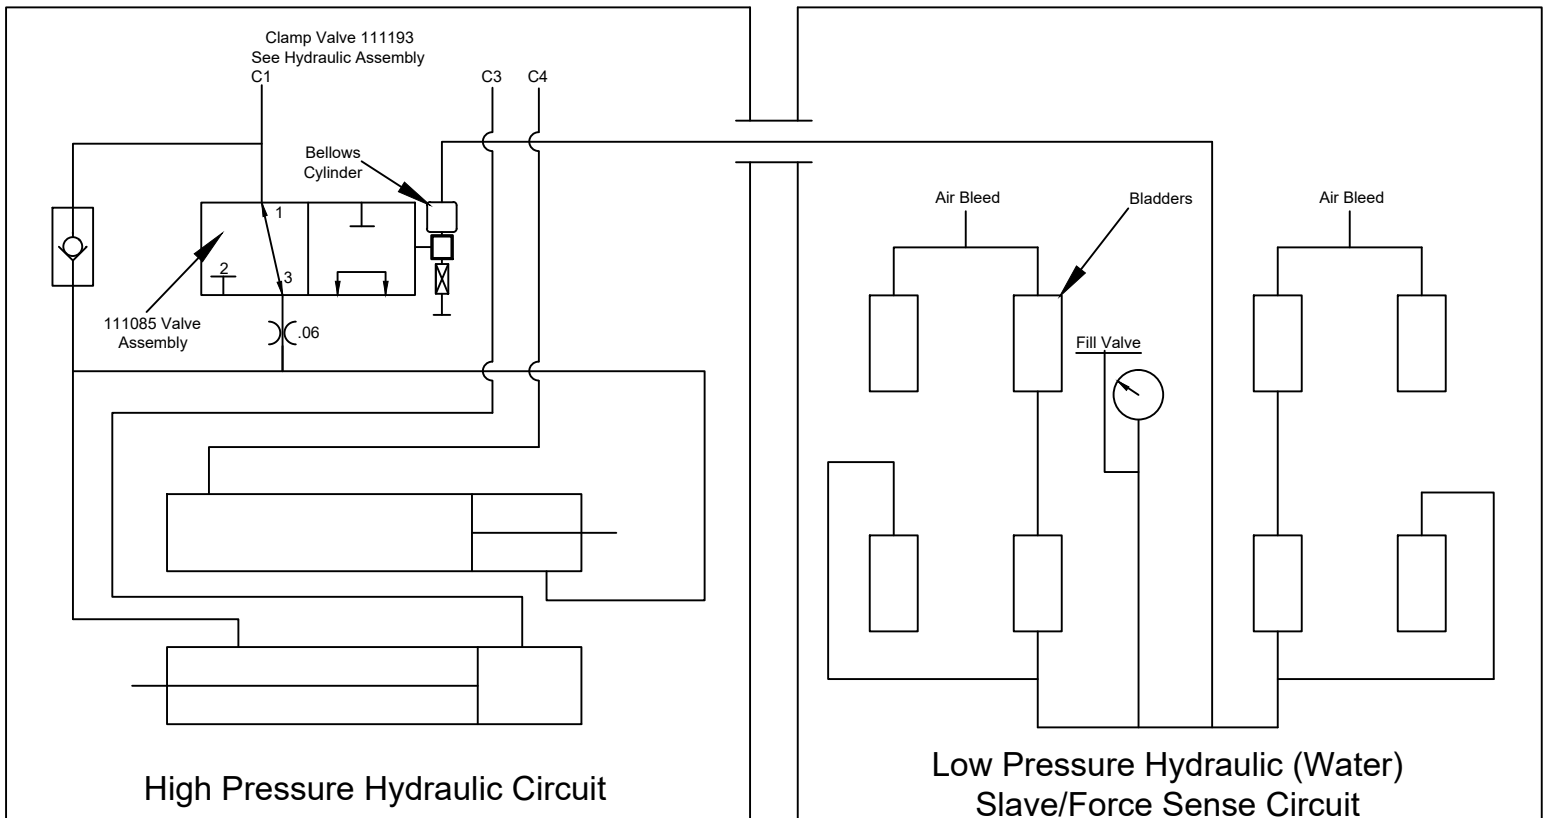 Clamp Valve 111193
See Hydraulic Assembly
C1
C3
C4
Bellows
Cylinder
1
2
3
111085 Valve
Assembly
.06
High Pressure Hydraulic Circuit
Air Bleed
Bladders
Air Bleed
Fill Valve
Low Pressure Hydraulic (Water)
Slave/Force Sense Circuit